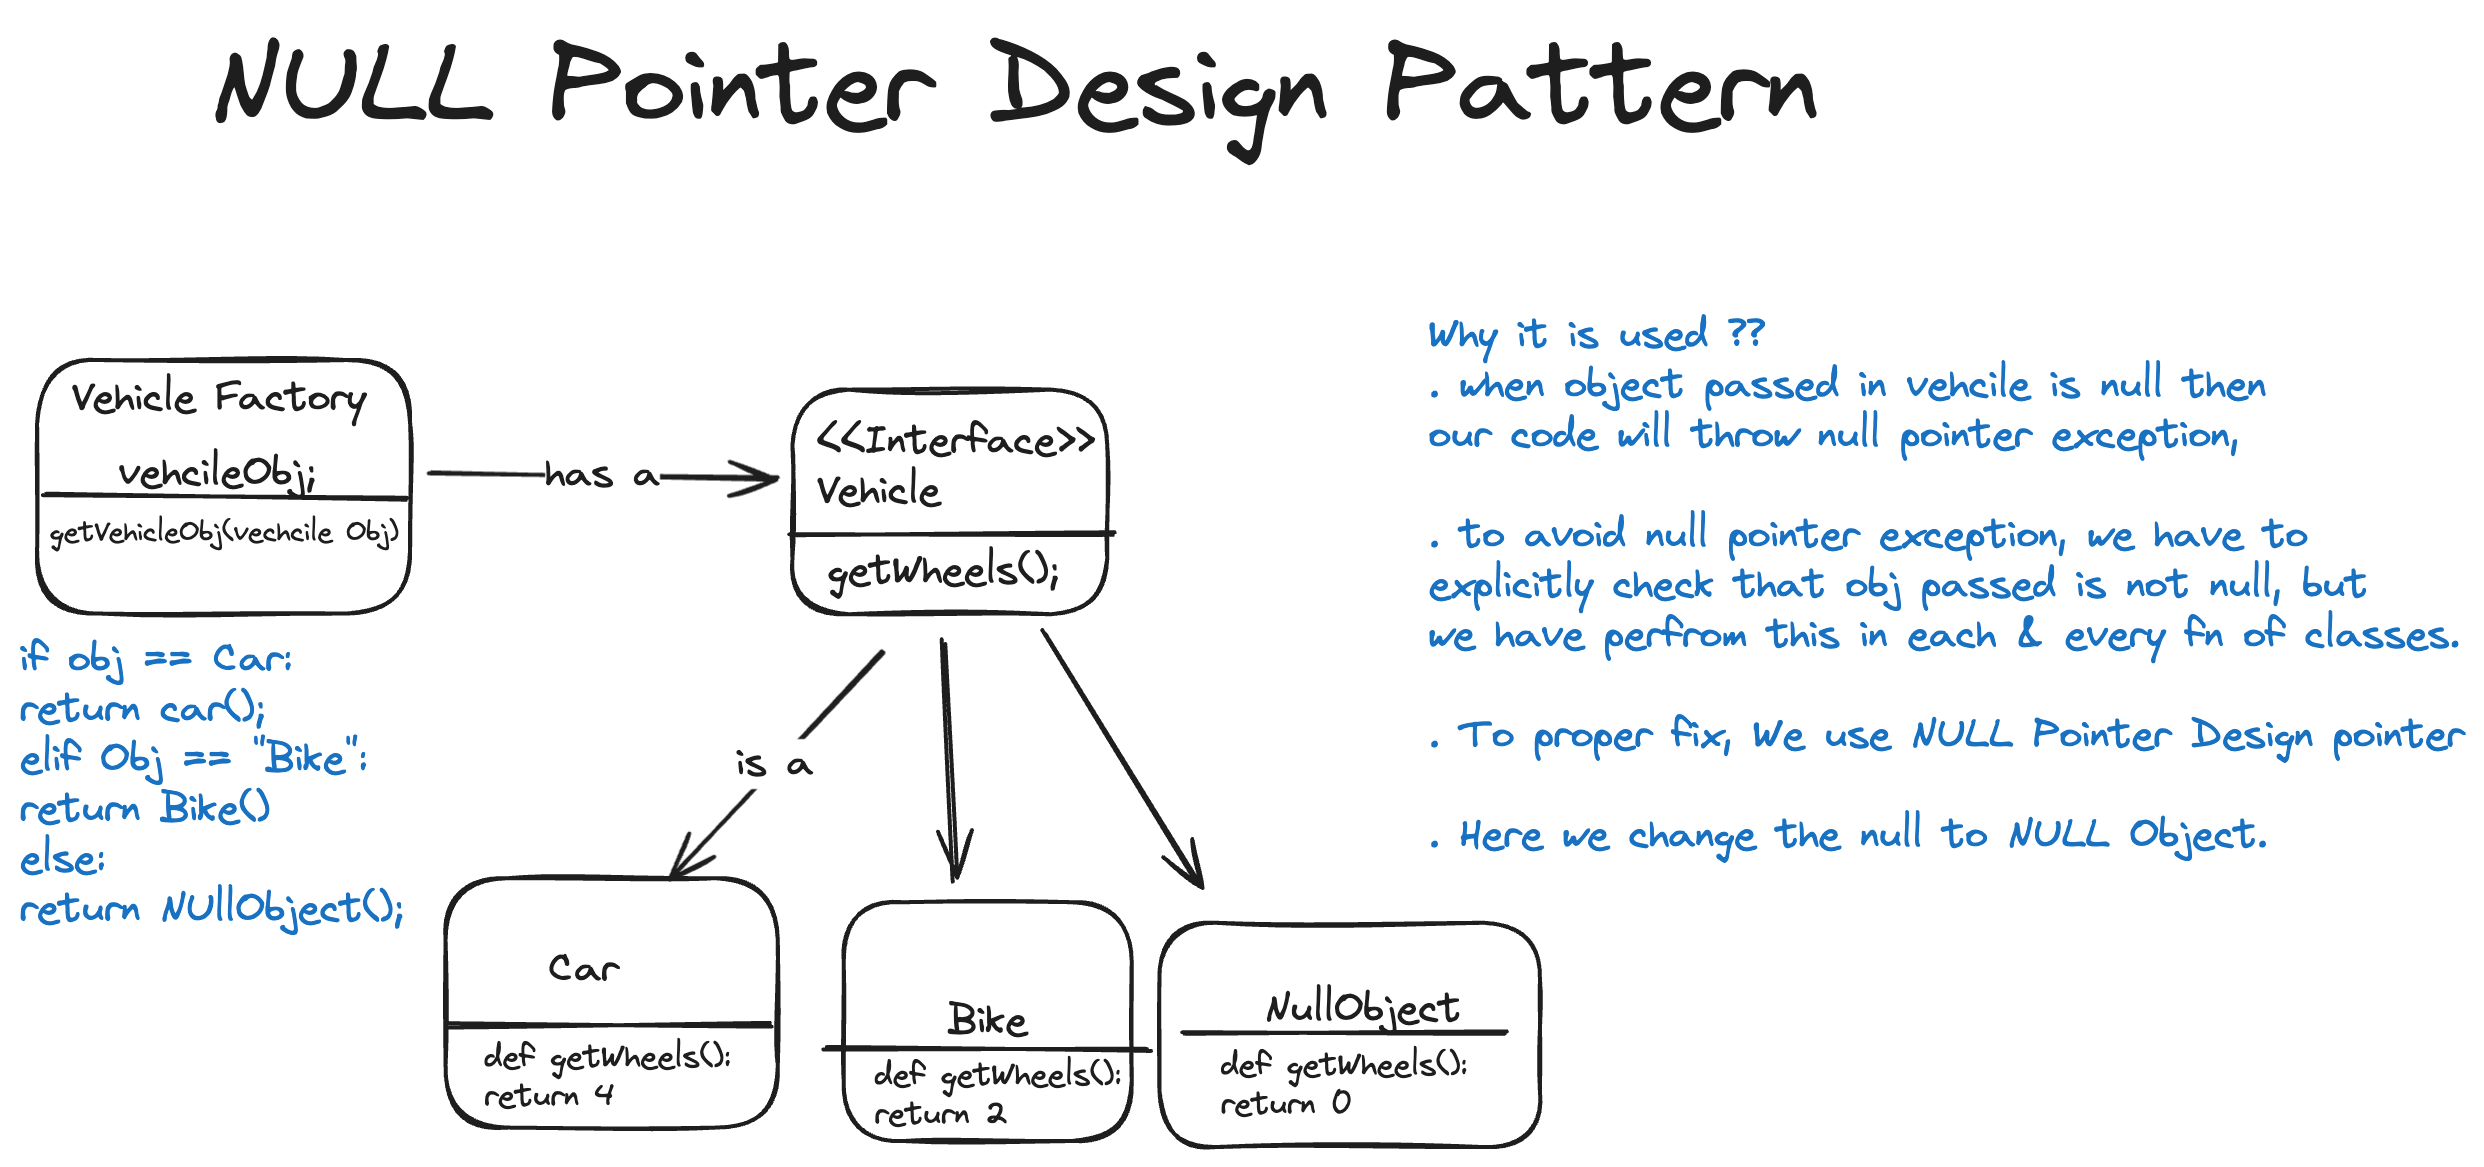 NULL Pointer Design Pattern
Vehicle Factory
vehcileObj;
getVehicleObj(vechcile Obj)
has a
<<Interface>>
Vehicle
getWheels();
Why it is used ??
. when object passed in vehcile is null then
our code will throw null pointer exception,
. to avoid null pointer exception, we have to
explicitly check that obj passed is not null, but
we have perfrom this in each & every fn of classes.
. To proper fix, We use NULL Pointer Design pointer
. Here we change the null to NULL Object.
if obj == Car:
return car();
elif Obj == "Bike":
return Bike()
else:
return NUllObject();
is a
Car
def getWheels():
return 4
Bike
def getWheels():
return 2
NullObject
def getWheels():
return 0